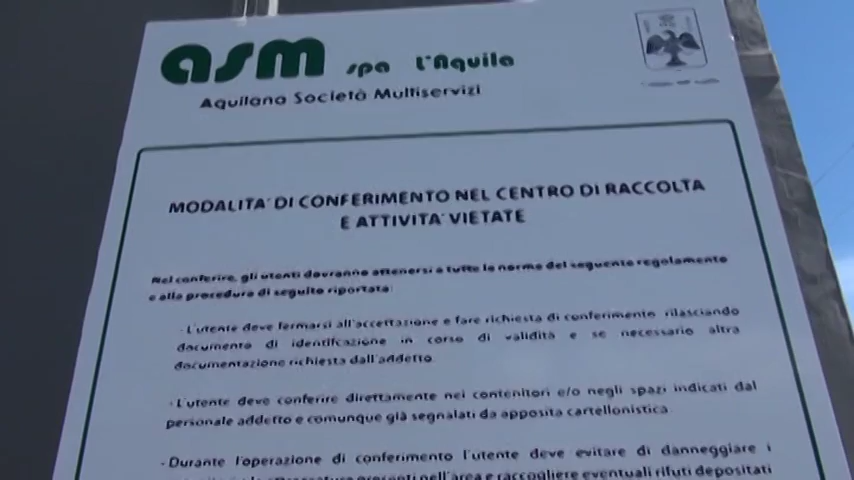 asm spa L'Aquila
Aquilana Società Multiservizi
MODALITA' DI CONFERIMENTO NEL CENTRO DI RACCOLTA
E ATTIVITA' VIETATE
Nel conferire, gli utenti dovranno attenersi a tutte le norme del seguente regolamento
e alla procedura di seguito riportata:
- L'utente deve fermarsi all'accettazione e fare richiesta di conferimento rilasciando
documento di identifcazione in corso di validità e se necessario altra
documentazione richiesta dall'addetto.
- L'utente deve conferire direttamente nei contenitori e/o negli spazi indicati dal
personale addetto e comunque già segnalati da apposita cartellonistica.
- Durante l'operazione di conferimento l'utente deve evitare di danneggiare i
presenti nell'area e raccogliere eventuali rifiuti depositati